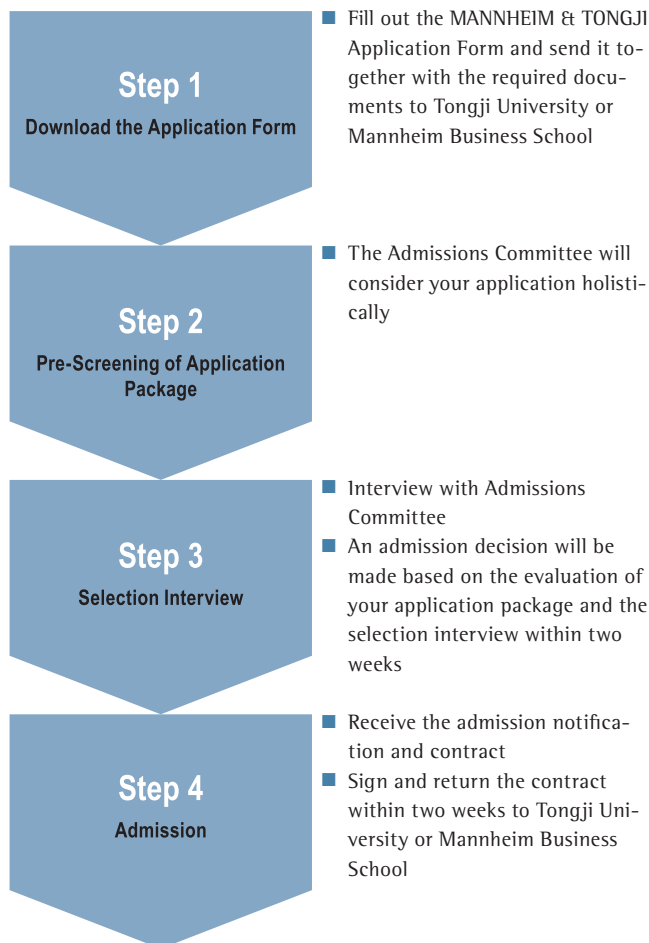 Step 1
Download the Application Form
■ Fill out the MANNHEIM & TONGJI
Application Form and send it to-
gether with the required docu-
ments to Tongji University or
Mannheim Business School
Step 2
Pre-Screening of Application
Package
■ The Admissions Committee will
consider your application holisti-
cally
Step 3
Selection Interview
■ Interview with Admissions
Committee
■ An admission decision will be
made based on the evaluation of
your application package and the
selection interview within two
weeks
Step 4
Admission
■ Receive the admission notifica-
tion and contract
■ Sign and return the contract
within two weeks to Tongji Uni-
versity or Mannheim Business
School